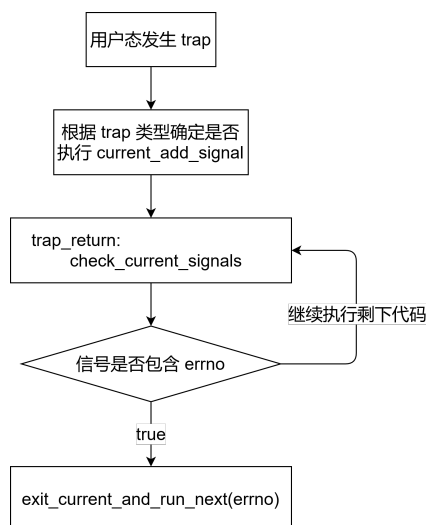 用户态发生 trap
根据 trap 类型确定是否
执行 current_add_signal
trap_return:
check_current_signals
继续执行剩下代码
信号是否包含 errno
true
exit_current_and_run_next(errno)